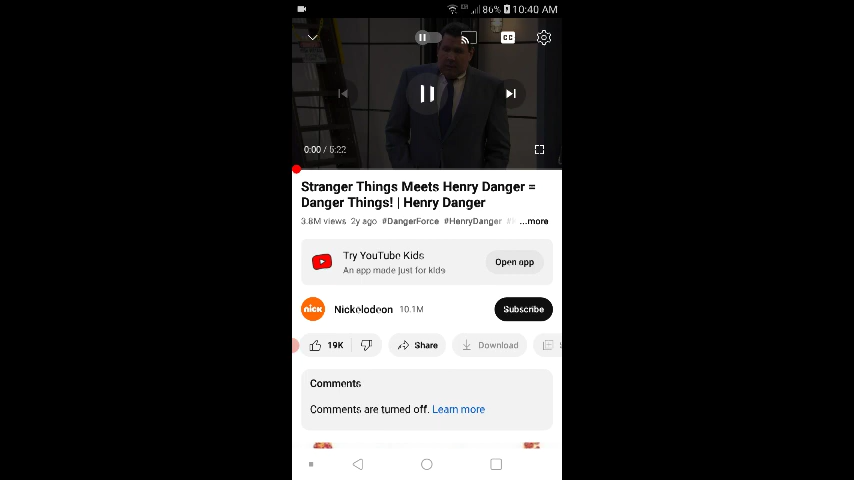 86% 10:40 AM
CC
0:00 / 5:22
Stranger Things Meets Henry Danger =
Danger Things! | Henry Danger
3.8M views 2y ago #DangerForce #HenryDanger ...more
Try YouTube Kids
An app made just for kids
Open app
nick Nickelodeon 10.1M Subscribe
19K Share Download
Comments
Comments are turned off. Learn more